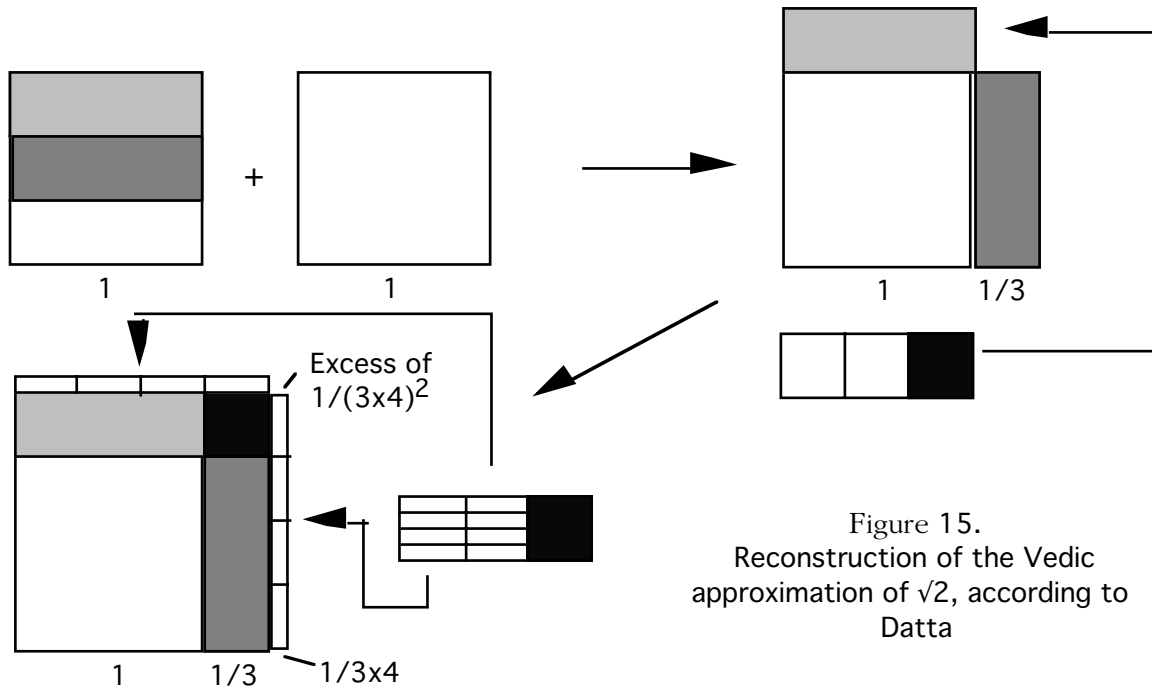 +
1
1
1
1/3
Excess of
1/(3x4)²
1
1/3
1/3x4
Figure 15.
Reconstruction of the Vedic
approximation of √2, according to
Datta